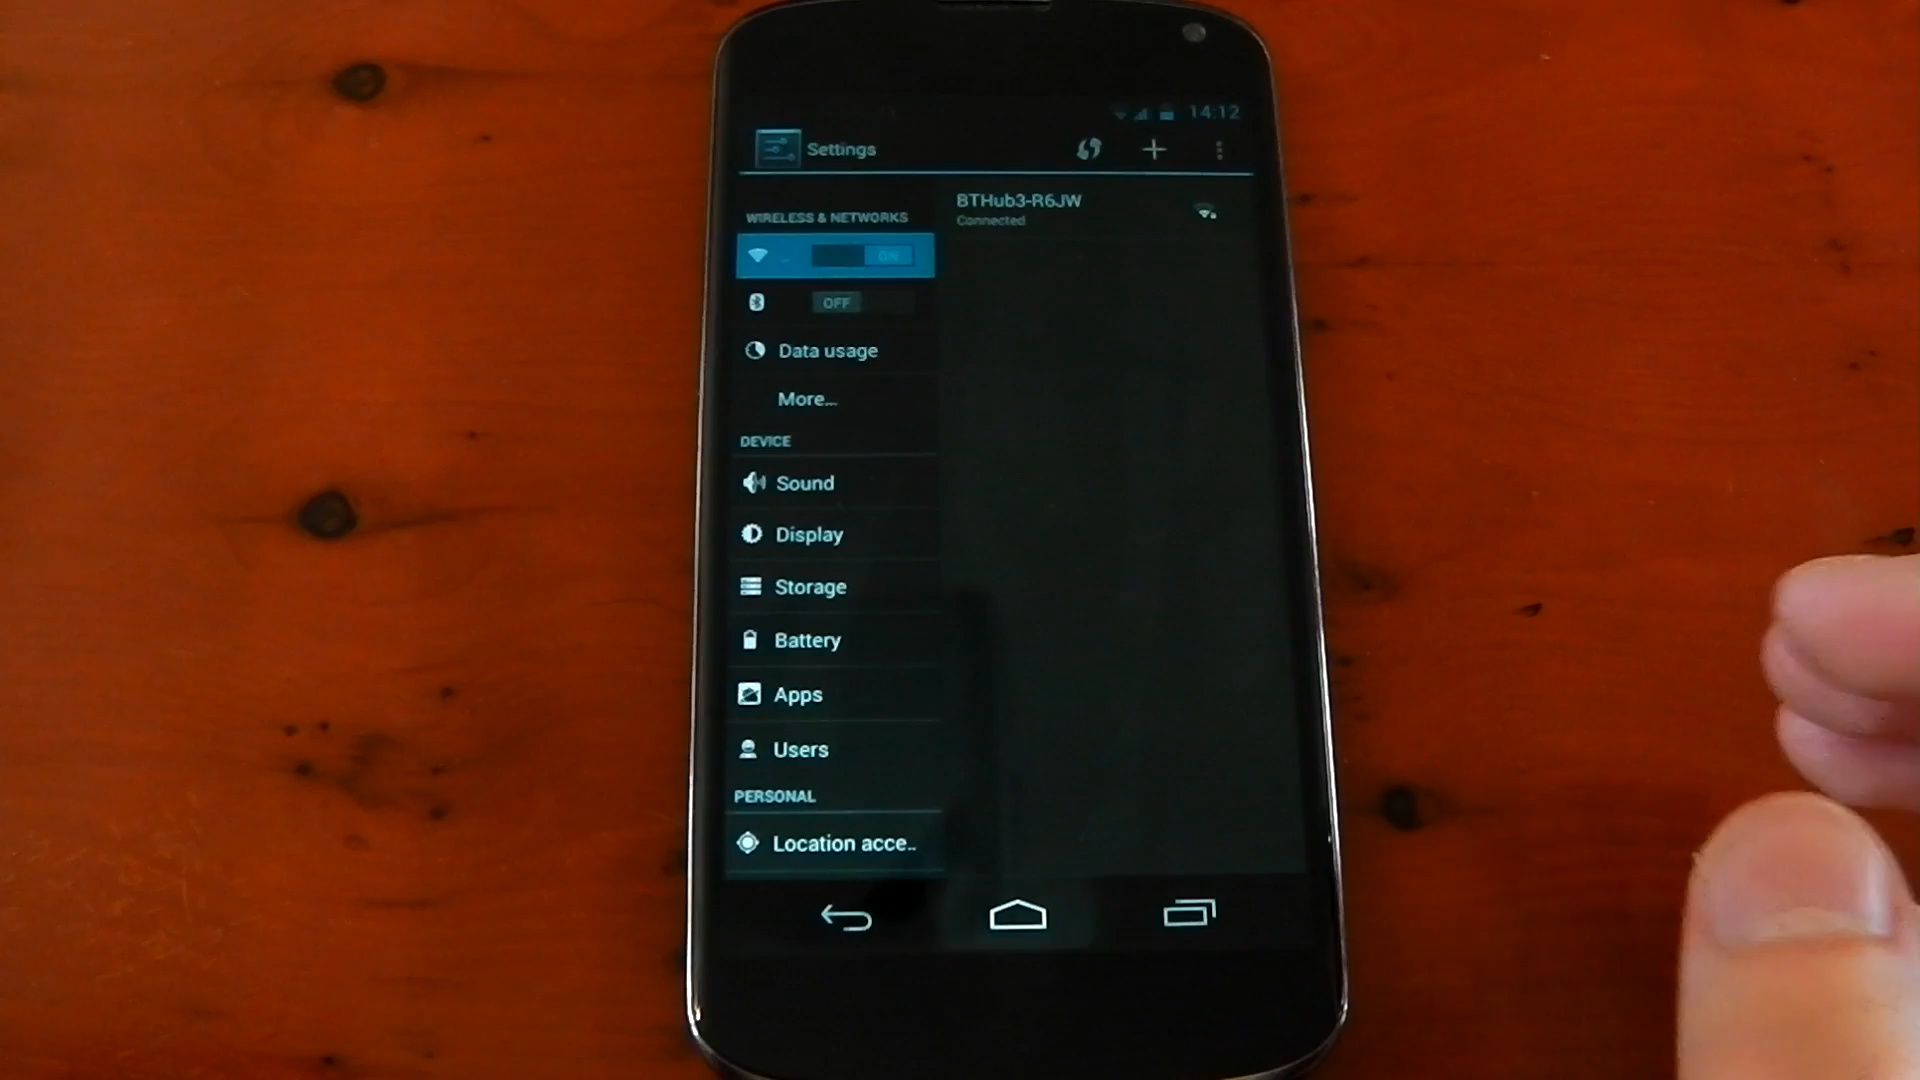 14:12
Settings
WIRELESS & NETWORKS
ON
OFF
Data usage
More...
DEVICE
Sound
Display
Storage
Battery
Apps
Users
PERSONAL
Location acce..
BTHub3-R6JW
Connected